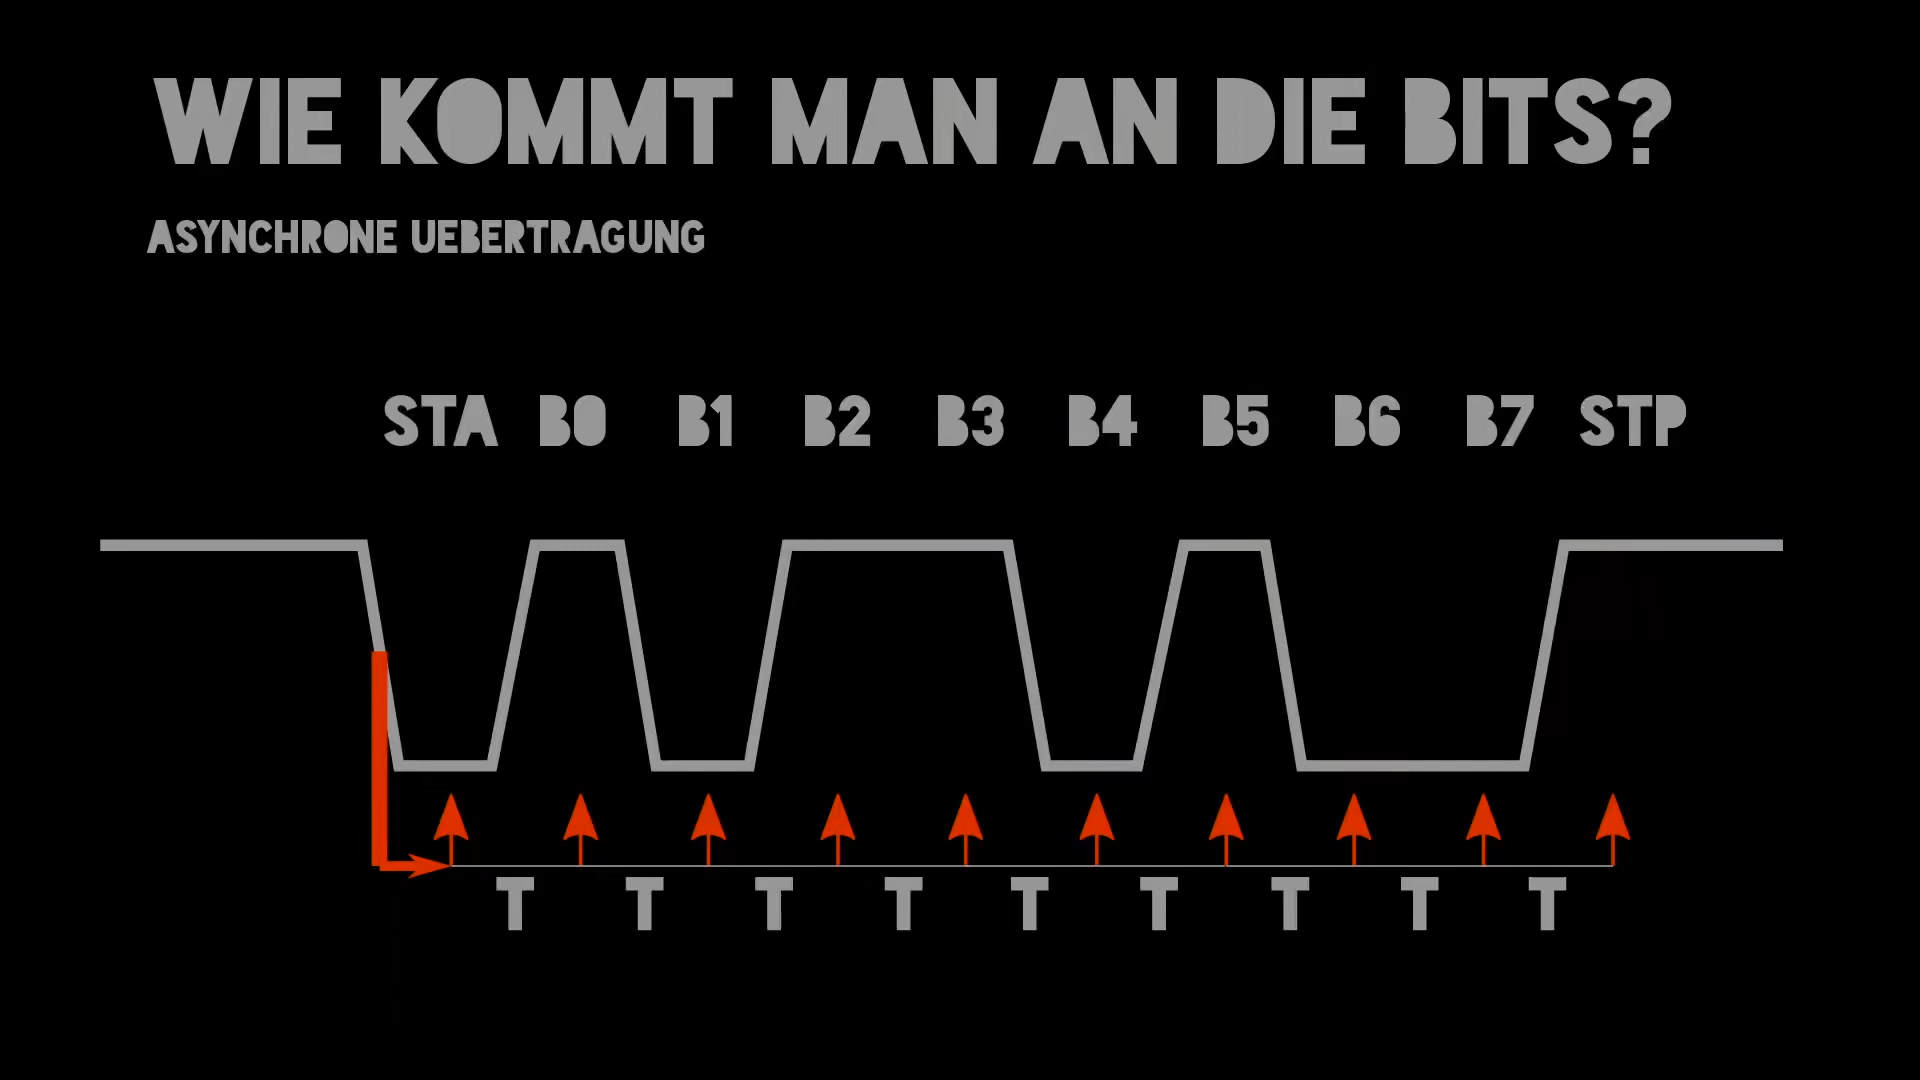 WIE KOMMT MAN AN DIE BITS?
ASYNCHRONE UEBERTRAGUNG
STA B0 B1 B2 B3 B4 B5 B6 B7 STP
T T T T T T T T T